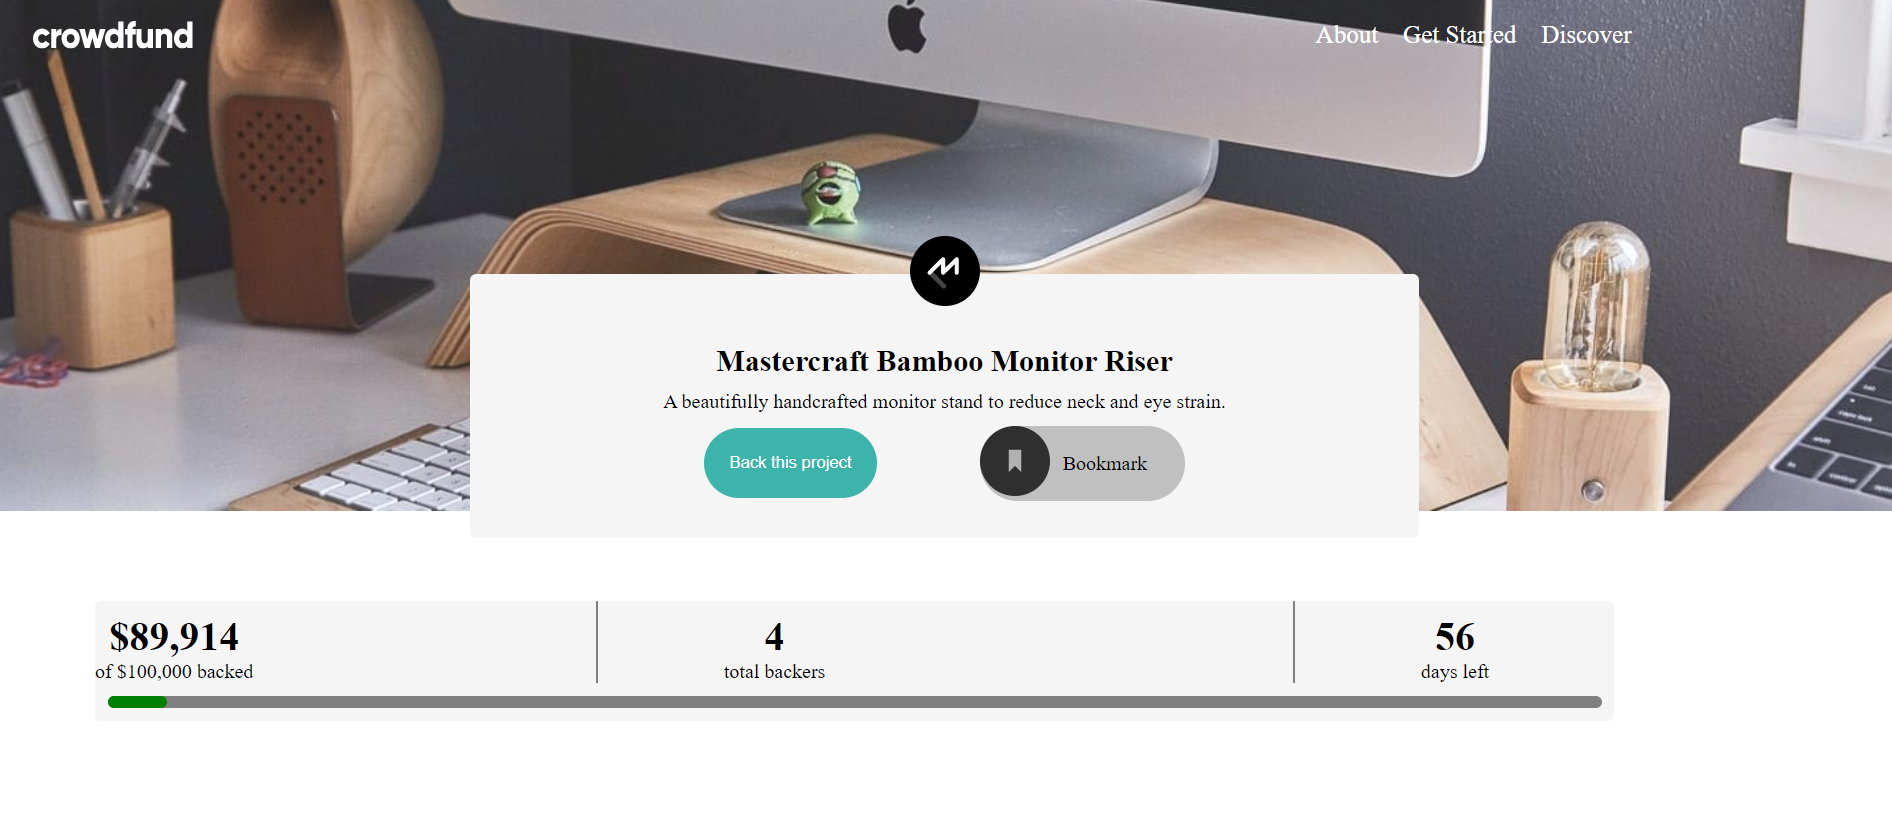 crowdfund
About Get Started Discover
Mastercraft Bamboo Monitor Riser
A beautifully handcrafted monitor stand to reduce neck and eye strain.
Back this project
Bookmark
$89,914
of $100,000 backed
4
total backers
56
days left